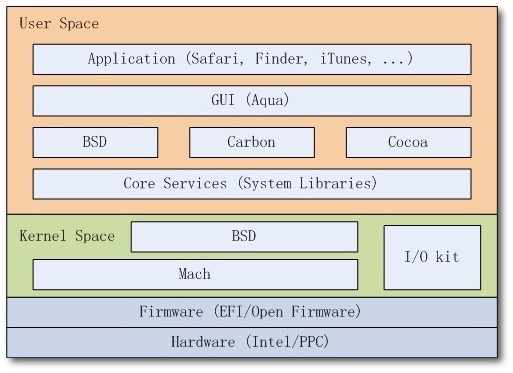 User Space
Application (Safari, Finder, iTunes, ...)
GUI (Aqua)
BSD
Carbon
Cocoa
Core Services (System Libraries)
Kernel Space
BSD
I/O kit
Mach
Firmware (EFI/Open Firmware)
Hardware (Intel/PPC)